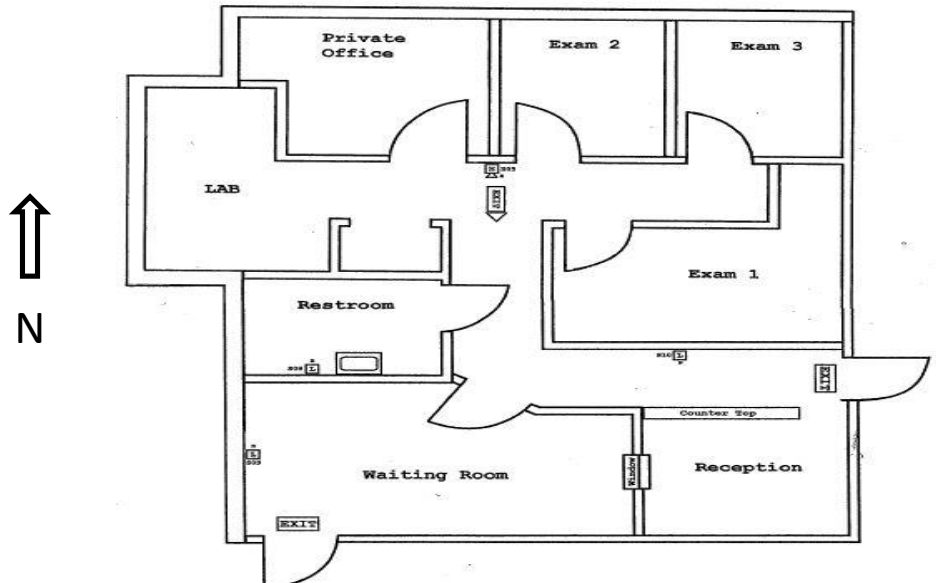 Private
Office
Exam 2
Exam 3
LAB
EXIT
Exam 1
Restroom
N
EXIT
Counter Top
Waiting Room
Window
Reception
EXIT
L
L
L